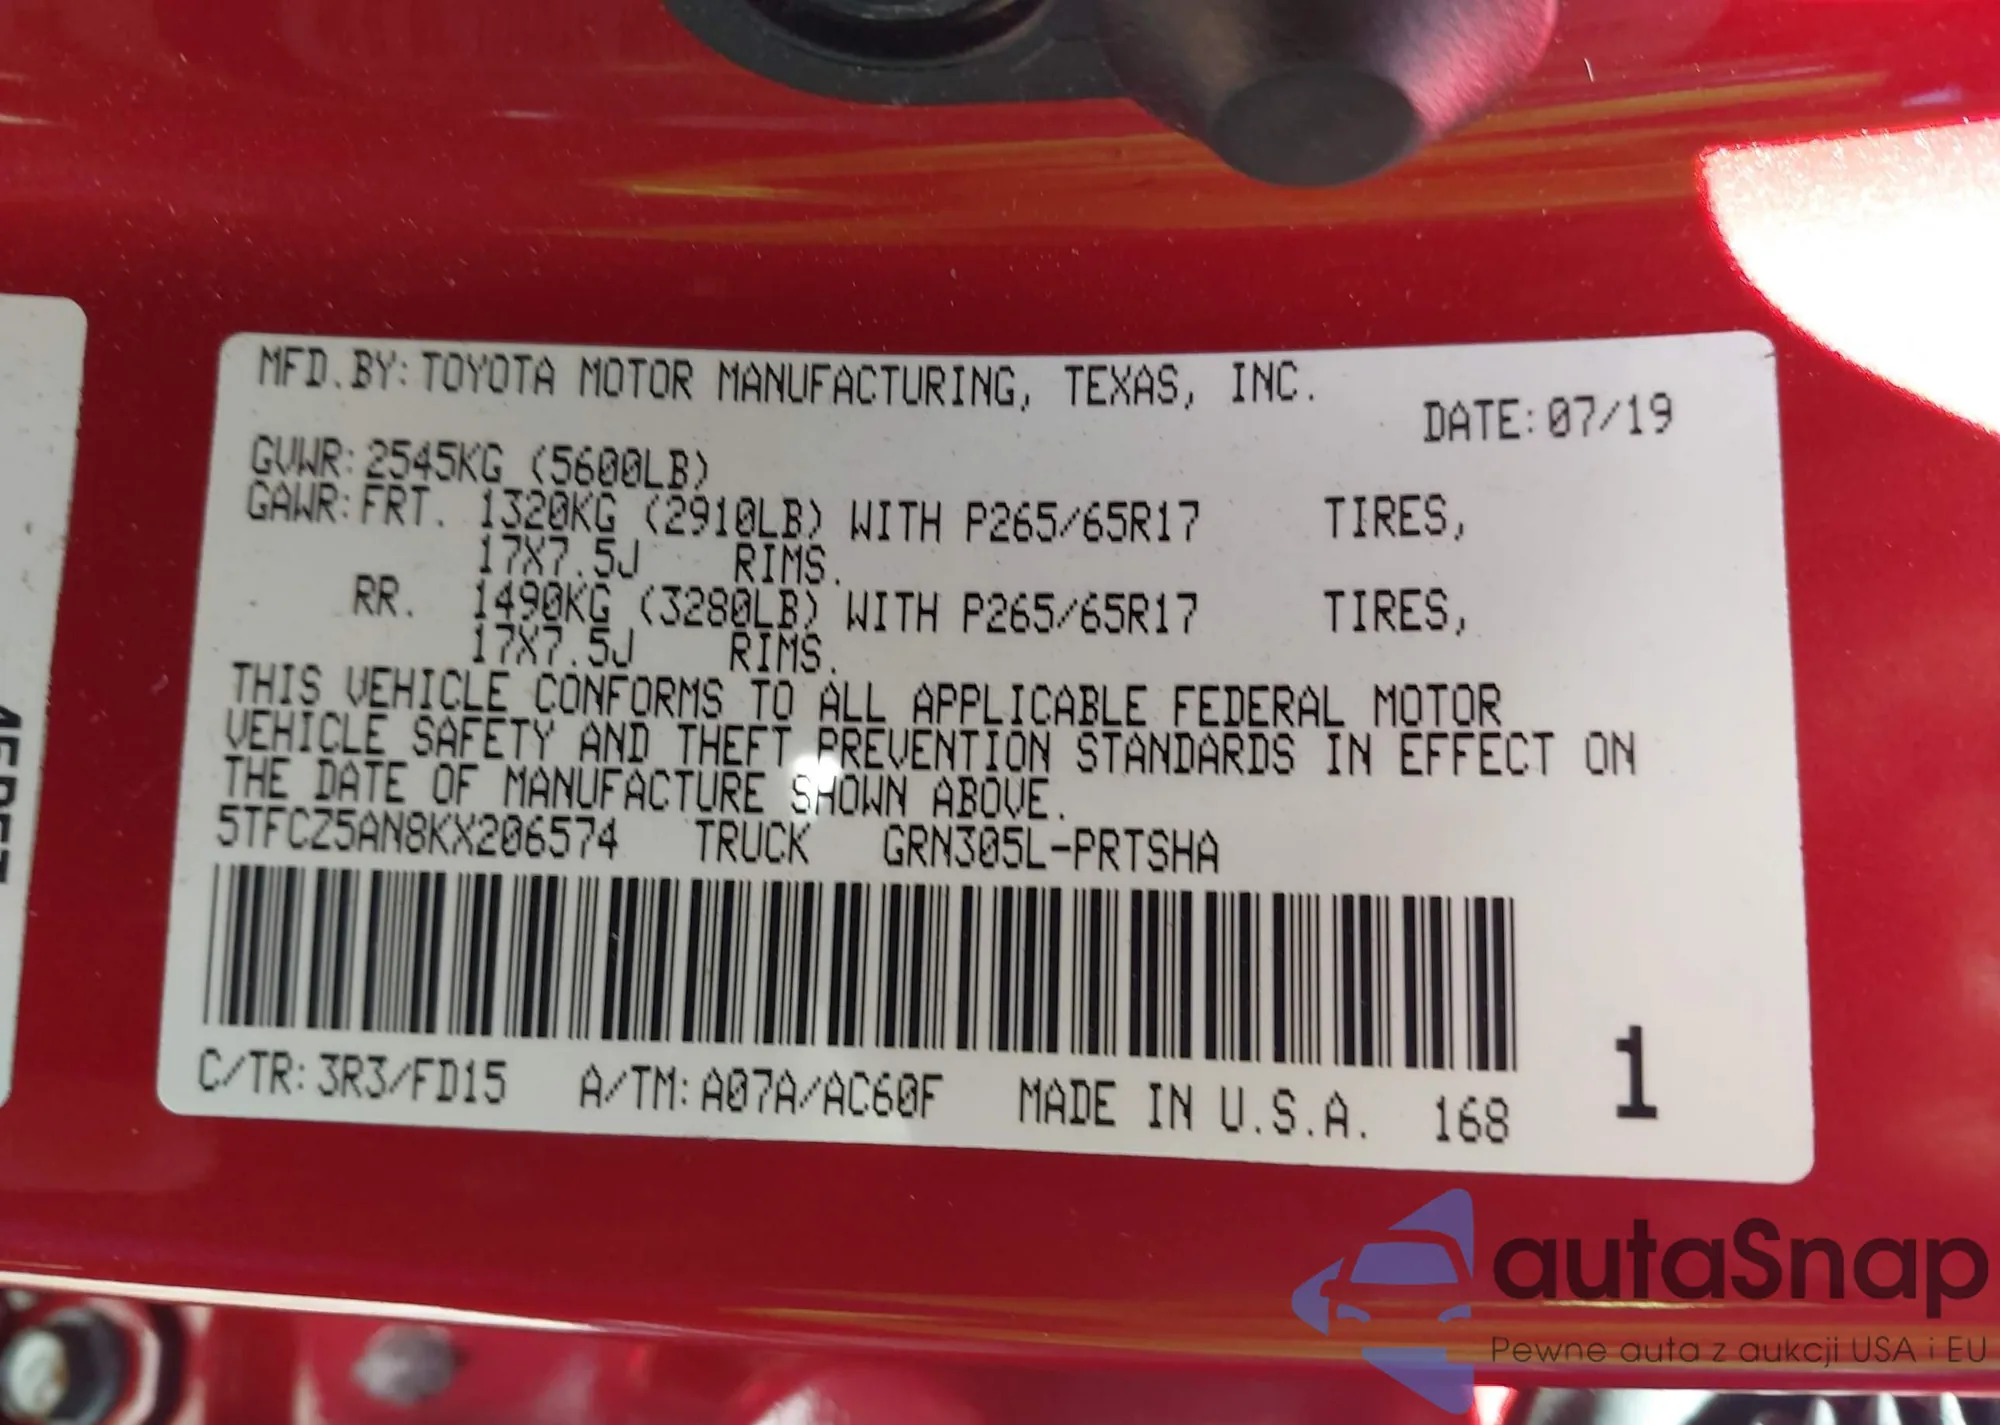 MFD.BY: TOYOTA MOTOR MANUFACTURING, TEXAS, INC.
DATE: 07/19
GVWR: 2545KG (5600LB)
GAWR: FRT. 1320KG (2910LB) WITH P265/65R17 TIRES,
17X7.5J RIMS.
RR. 1490KG (3280LB) WITH P265/65R17 TIRES,
17X7.5J RIMS.
THIS VEHICLE CONFORMS TO ALL APPLICABLE FEDERAL MOTOR
VEHICLE SAFETY AND THEFT PREVENTION STANDARDS IN EFFECT ON
THE DATE OF MANUFACTURE SHOWN ABOVE.
5TFCZ5AN8KX206574 TRUCK GRN305L-PRTSHA
C/TR: 3R3/FD15 A/TM: A07A/AC60F MADE IN U.S.A. 168
1
autaSnap
Pewne auta z aukcji USA i EU